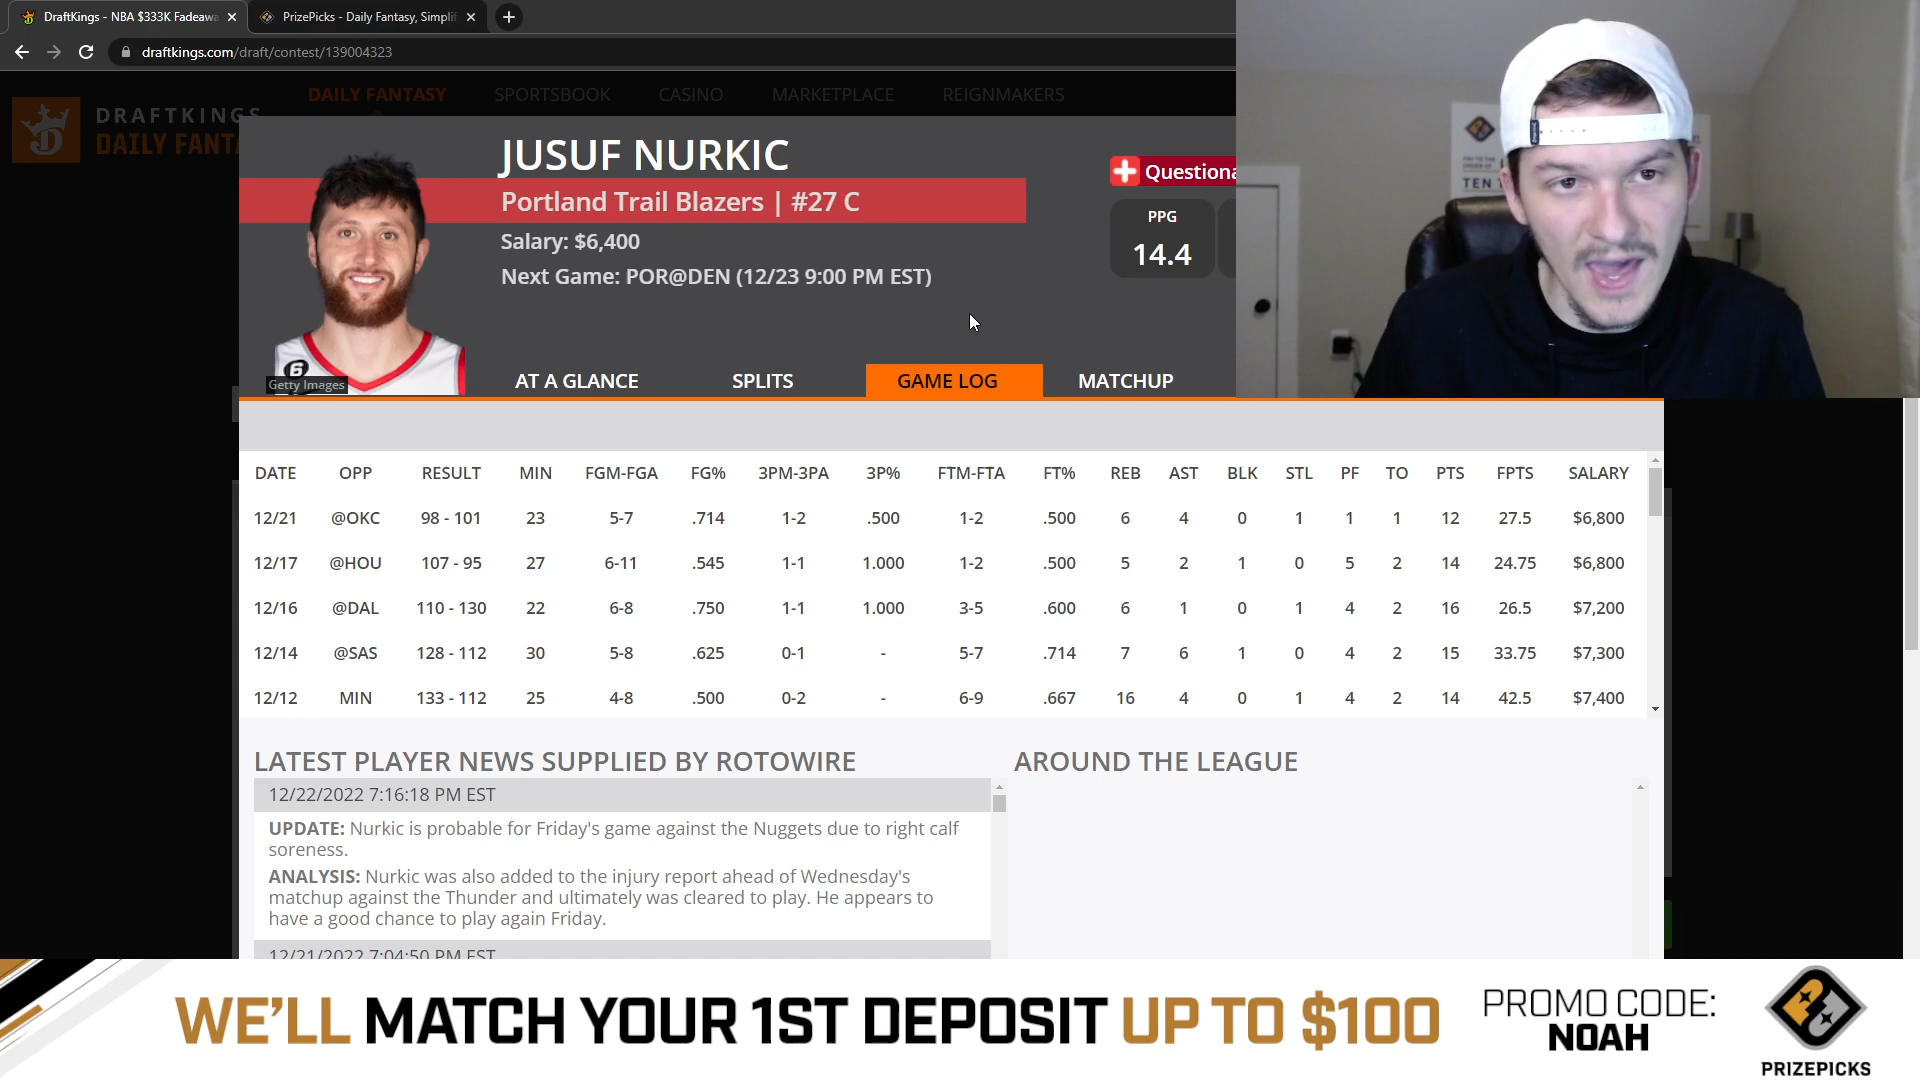 DraftKings - NBA $333K Fadeawa
PrizePicks - Daily Fantasy, Simplif
draftkings.com/draft/contest/139004323
DRAFTKINGS
DAILY FANTA
DAILY FANTASY SPORTSBOOK CASINO MARKETPLACE REIGNMAKERS
JUSUF NURKIC
Portland Trail Blazers | #27 C
Salary: $6,400
Next Game: POR@DEN (12/23 9:00 PM EST)
Questiona
PPG
14.4
TEN
6
Getty Images
AT A GLANCE SPLITS GAME LOG MATCHUP
DATE OPP RESULT MIN FGM-FGA FG% 3PM-3PA 3P% FTM-FTA FT% REB AST BLK STL PF TO PTS FPTS SALARY
12/21 @OKC 98 - 101 23 5-7 .714 1-2 .500 1-2 .500 6 4 0 1 1 1 12 27.5 $6,800
12/17 @HOU 107 - 95 27 6-11 .545 1-1 1.000 1-2 .500 5 2 1 0 5 2 14 24.75 $6,800
12/16 @DAL 110 - 130 22 6-8 .750 1-1 1.000 3-5 .600 6 1 0 1 4 2 16 26.5 $7,200
12/14 @SAS 128 - 112 30 5-8 .625 0-1 - 5-7 .714 7 6 1 0 4 2 15 33.75 $7,300
12/12 MIN 133 - 112 25 4-8 .500 0-2 - 6-9 .667 16 4 0 1 4 2 14 42.5 $7,400
LATEST PLAYER NEWS SUPPLIED BY ROTOWIRE
12/22/2022 7:16:18 PM EST
UPDATE: Nurkic is probable for Friday's game against the Nuggets due to right calf
soreness.
ANALYSIS: Nurkic was also added to the injury report ahead of Wednesday's
matchup against the Thunder and ultimately was cleared to play. He appears to
have a good chance to play again Friday.
12/21/2022 7:04:50 PM EST
AROUND THE LEAGUE
WE'LL MATCH YOUR 1ST DEPOSIT UP TO $100
PROMO CODE:
NOAH
PRIZEPICKS